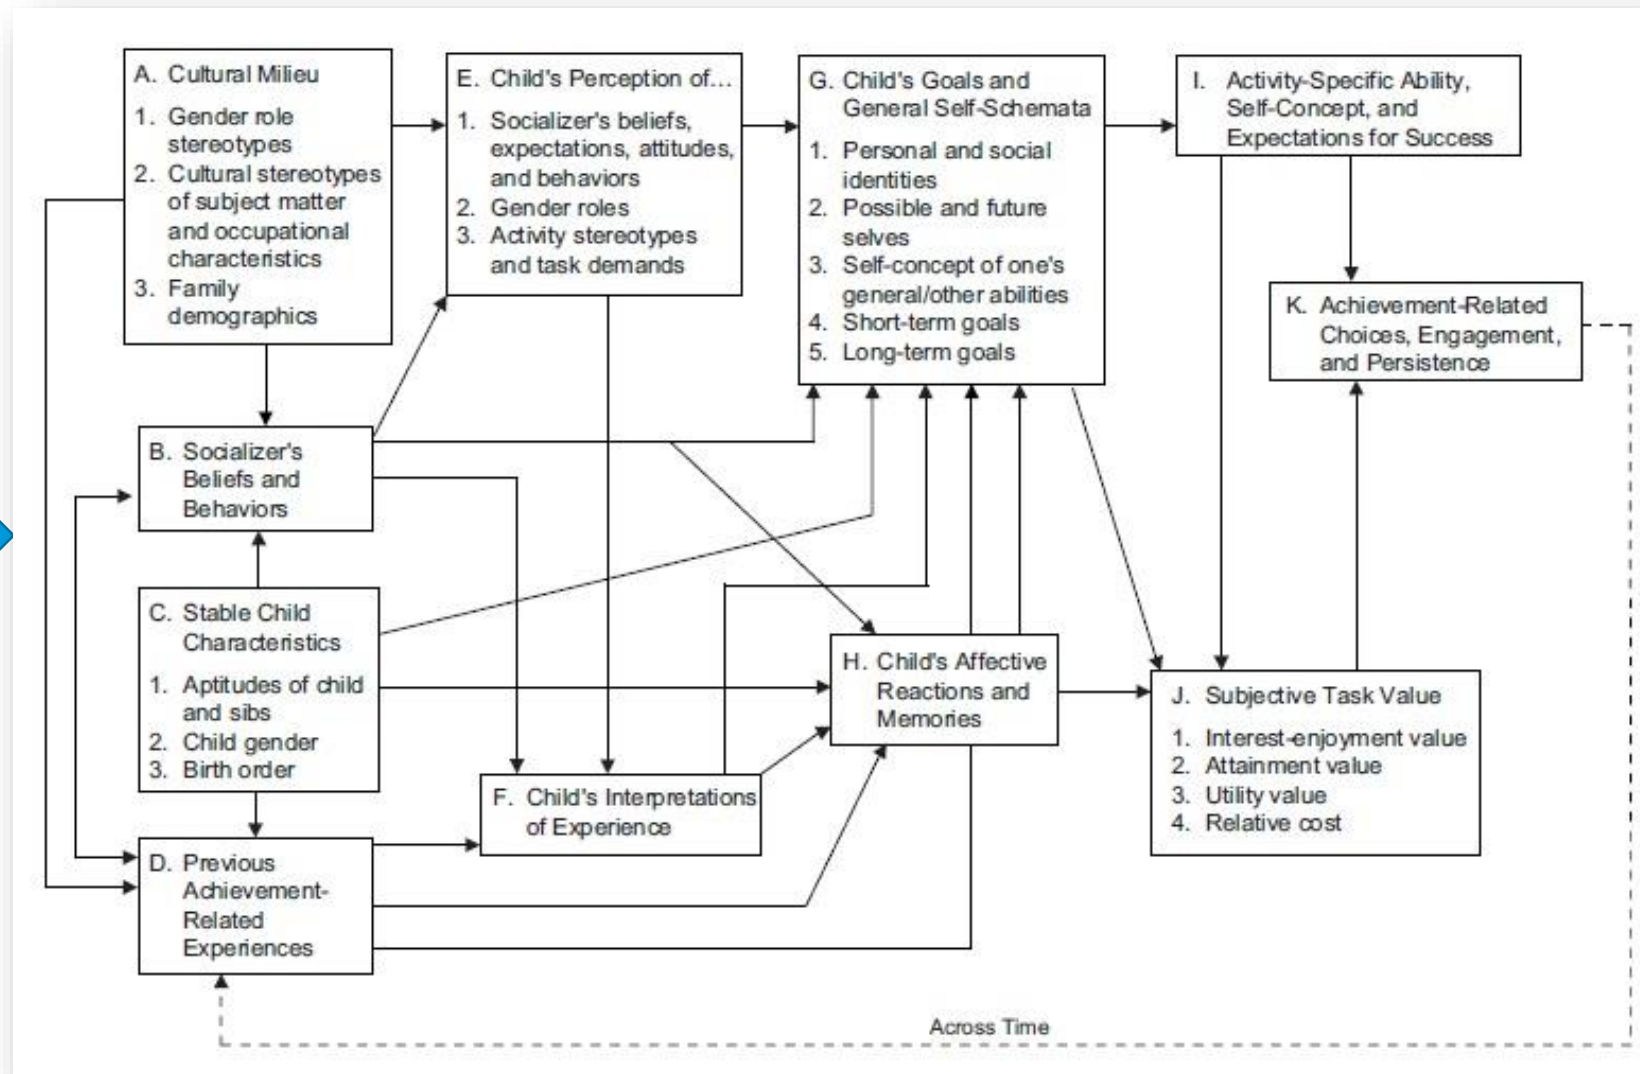 A. Cultural Milieu
1. Gender role
stereotypes
2. Cultural stereotypes
of subject matter
and occupational
characteristics
3. Family
demographics
E. Child's Perception of...
1. Socializer's beliefs,
expectations, attitudes,
and behaviors
2. Gender roles
3. Activity stereotypes
and task demands
G. Child's Goals and
General Self-Schemata
1. Personal and social
identities
2. Possible and future
selves
3. Self-concept of one's
general/other abilities
4. Short-term goals
5. Long-term goals
I. Activity-Specific Ability,
Self-Concept, and
Expectations for Success
K. Achievement-Related
Choices, Engagement,
and Persistence
B. Socializer's
Beliefs and
Behaviors
C. Stable Child
Characteristics
1. Aptitudes of child
and sibs
2. Child gender
3. Birth order
H. Child's Affective
Reactions and
Memories
J. Subjective Task Value
1. Interest-enjoyment value
2. Attainment value
3. Utility value
4. Relative cost
F. Child's Interpretations
of Experience
D. Previous
Achievement-
Related
Experiences
Across Time